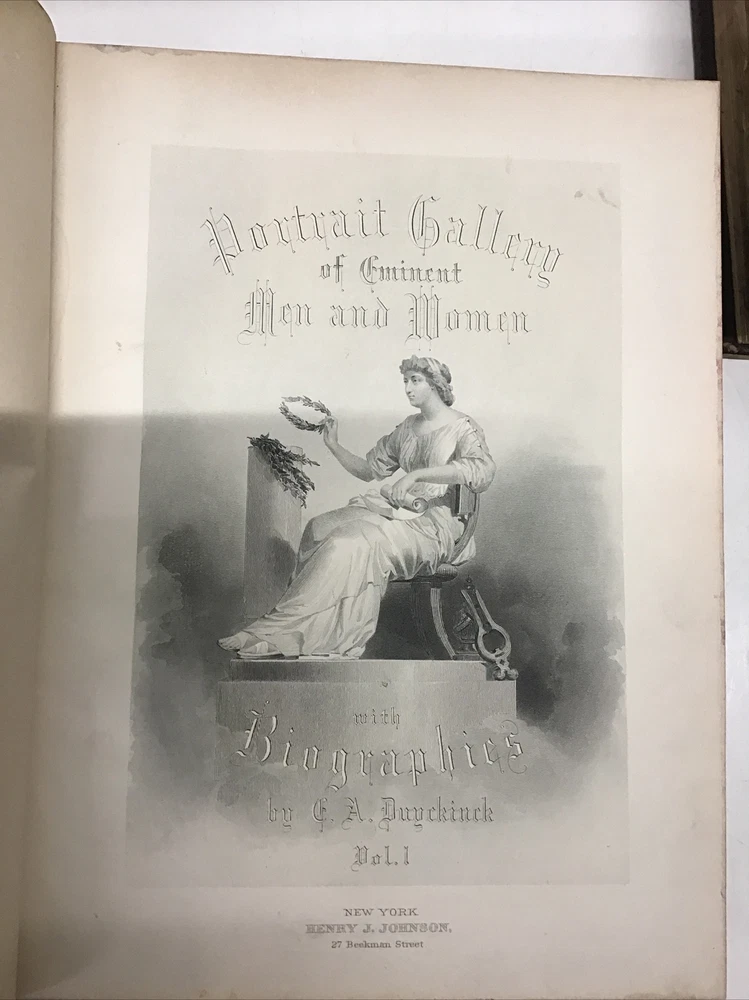 Portrait Gallery
of Eminent
Men and Women
with
Biographies
by E. A. Duyckinck
Vol. 1
NEW YORK
HENRY J. JOHNSON,
27 Beekman Street